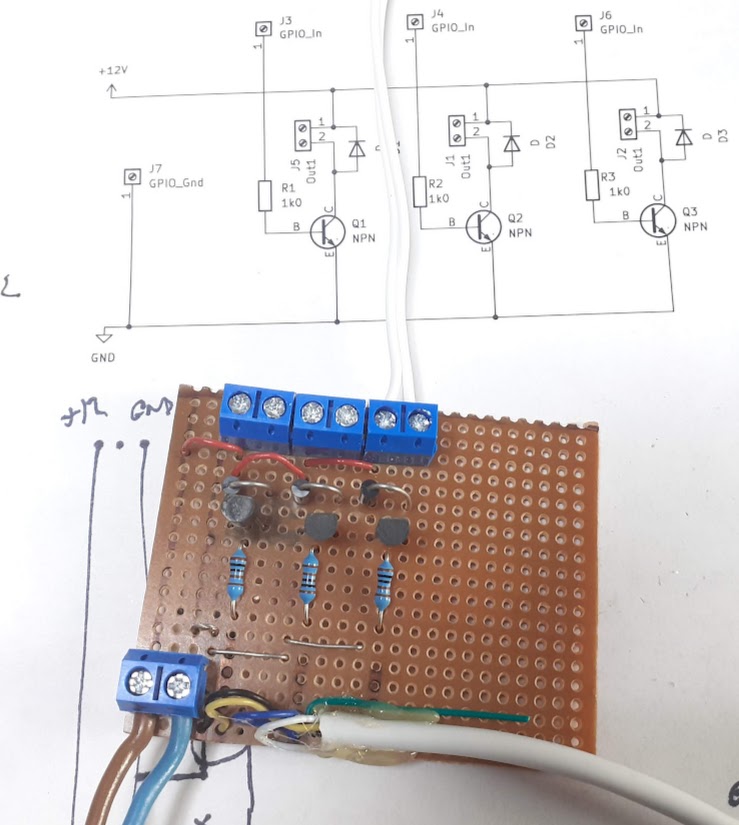 J3
GPIO_In
1
J4
GPIO_In
1
J6
GPIO_In
1
+12V
1
2
J5
Out1
1
2
J1
Out1
D
D2
1
2
J2
Out1
D
D3
J7
GPIO_Gnd
1
R1
1k0
B
C
E
Q1
NPN
R2
1k0
B
C
E
Q2
NPN
R3
1k0
B
C
E
Q3
NPN
GND
+12
GND